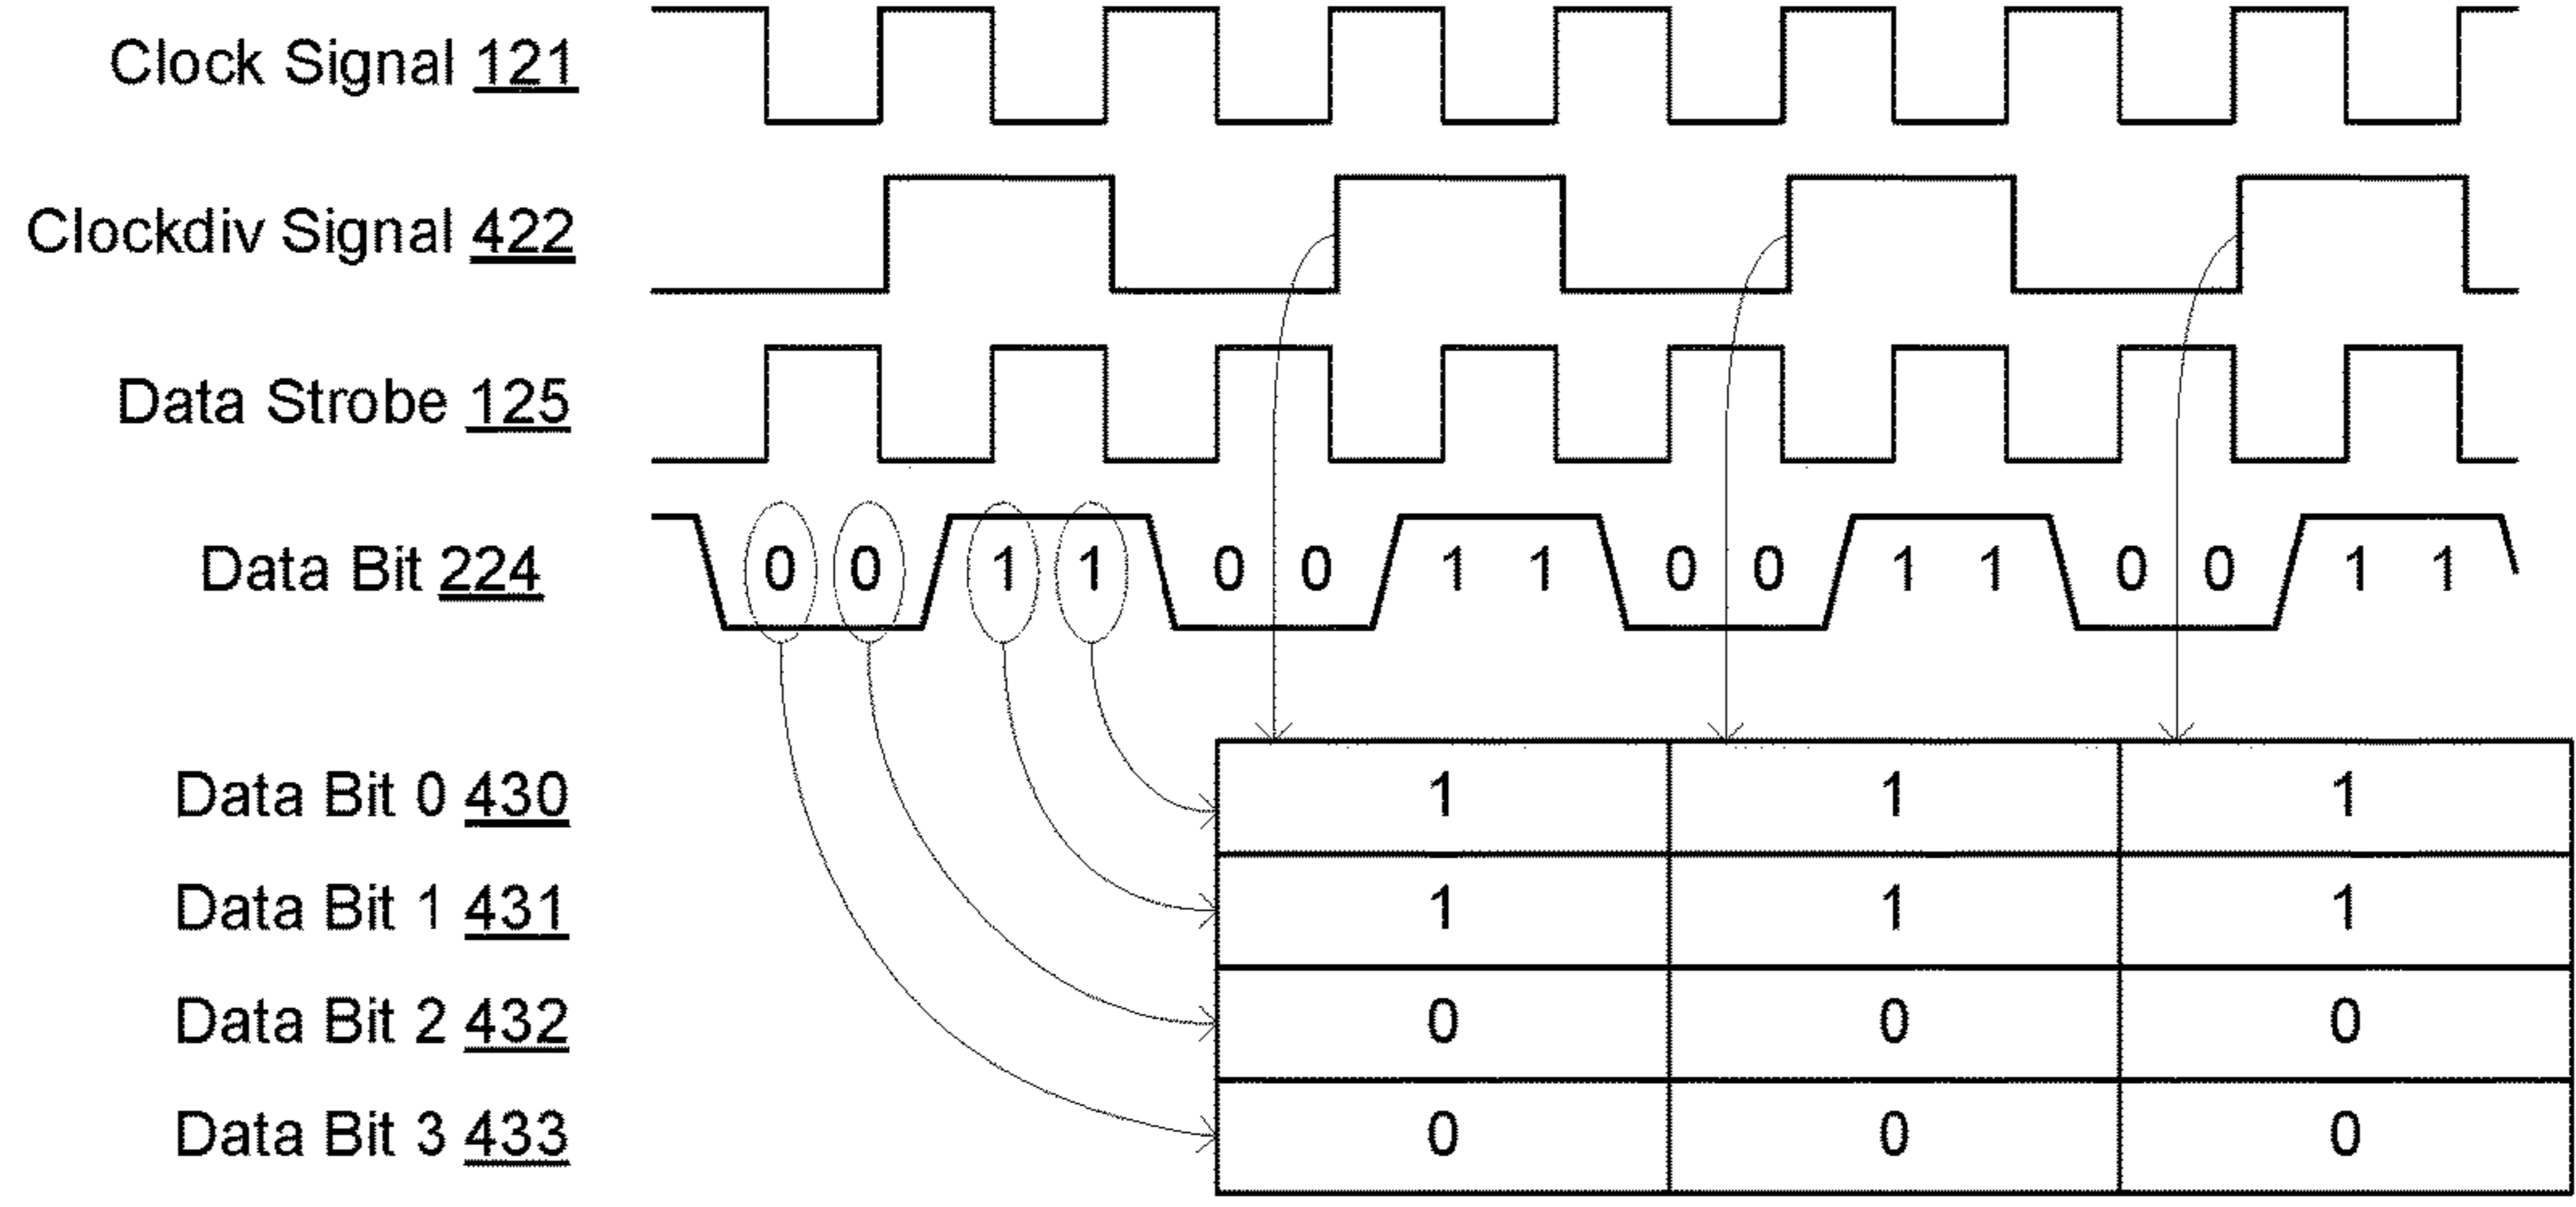 Clock Signal 121
Clockdiv Signal 422
Data Strobe 125
Data Bit 224 0 0 1 1 0 0 1 1 0 0 1 1 0 0 1 1
Data Bit 0 430 1 1 1
Data Bit 1 431 1 1 1
Data Bit 2 432 0 0 0
Data Bit 3 433 0 0 0